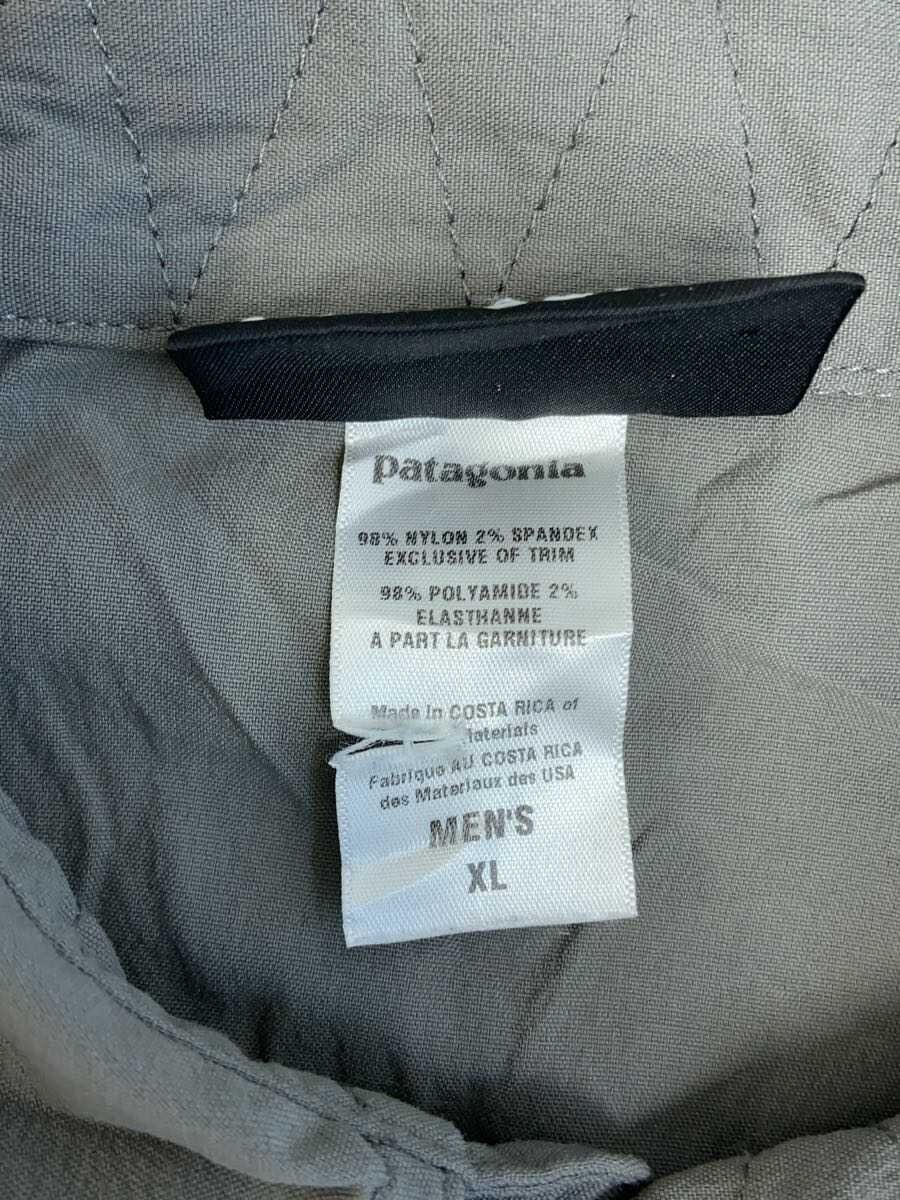 patagonia
98% NYLON 2% SPANDEX
EXCLUSIVE OF TRIM
98% POLYAMIDE 2%
ELASTHANNE
A PART LA GARNITURE
Made in COSTA RICA of
Materials
Fabrique AU COSTA RICA
des Materiaux des USA
MEN'S
XL